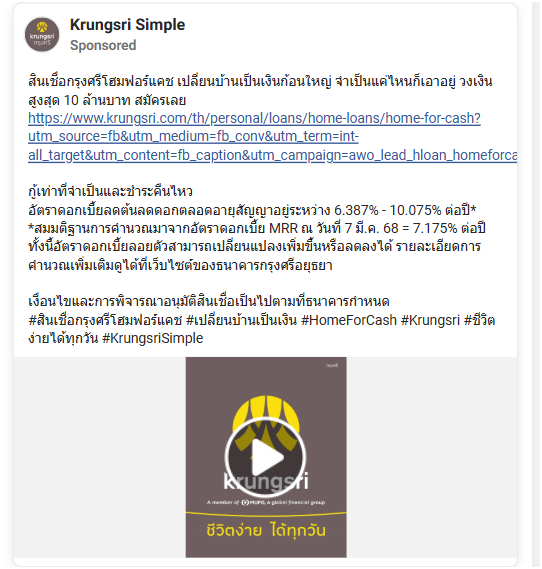 Krungsri Simple
Sponsored
สินเชื่อกรุงศรีโฮมฟอร์แคช เปลี่ยนบ้านเป็นเงินก้อนใหญ่ จำเป็นแค่ไหนก็เอาอยู่ วงเงิน
สูงสุด 10 ล้านบาท สมัครเลย
https://www.krungsri.com/th/personal/loans/home-loans/home-for-cash?
utm_source=fb&utm_medium=fb_conv&utm_term=int-
all_target&utm_content=fb_caption&utm_campaign=awo_lead_hloan_homeforca
กู้เท่าที่จำเป็นและชำระคืนไหว
อัตราดอกเบี้ยลดต้นลดดอกตลอดอายุสัญญาอยู่ระหว่าง 6.387% - 10.075% ต่อปี*
*สมมติฐานการคำนวณมาจากอัตราดอกเบี้ย MRR ณ วันที่ 7 มี.ค. 68 = 7.175% ต่อปี
ทั้งนี้อัตราดอกเบี้ยลอยตัวสามารถเปลี่ยนแปลงเพิ่มขึ้นหรือลดลงได้ รายละเอียดการ
คำนวณเพิ่มเติมดูได้ที่เว็บไซต์ของธนาคารกรุงศรีอยุธยา
เงื่อนไขและการพิจารณาอนุมัติสินเชื่อเป็นไปตามที่ธนาคารกำหนด
#สินเชื่อกรุงศรีโฮมฟอร์แคช #เปลี่ยนบ้านเป็นเงิน #HomeForCash #Krungsri #ชีวิต
ง่ายได้ทุกวัน #KrungsriSimple
กรุงศรี
krungsri
A member of MUFG, a global financial group
ชีวิตง่าย ได้ทุกวัน